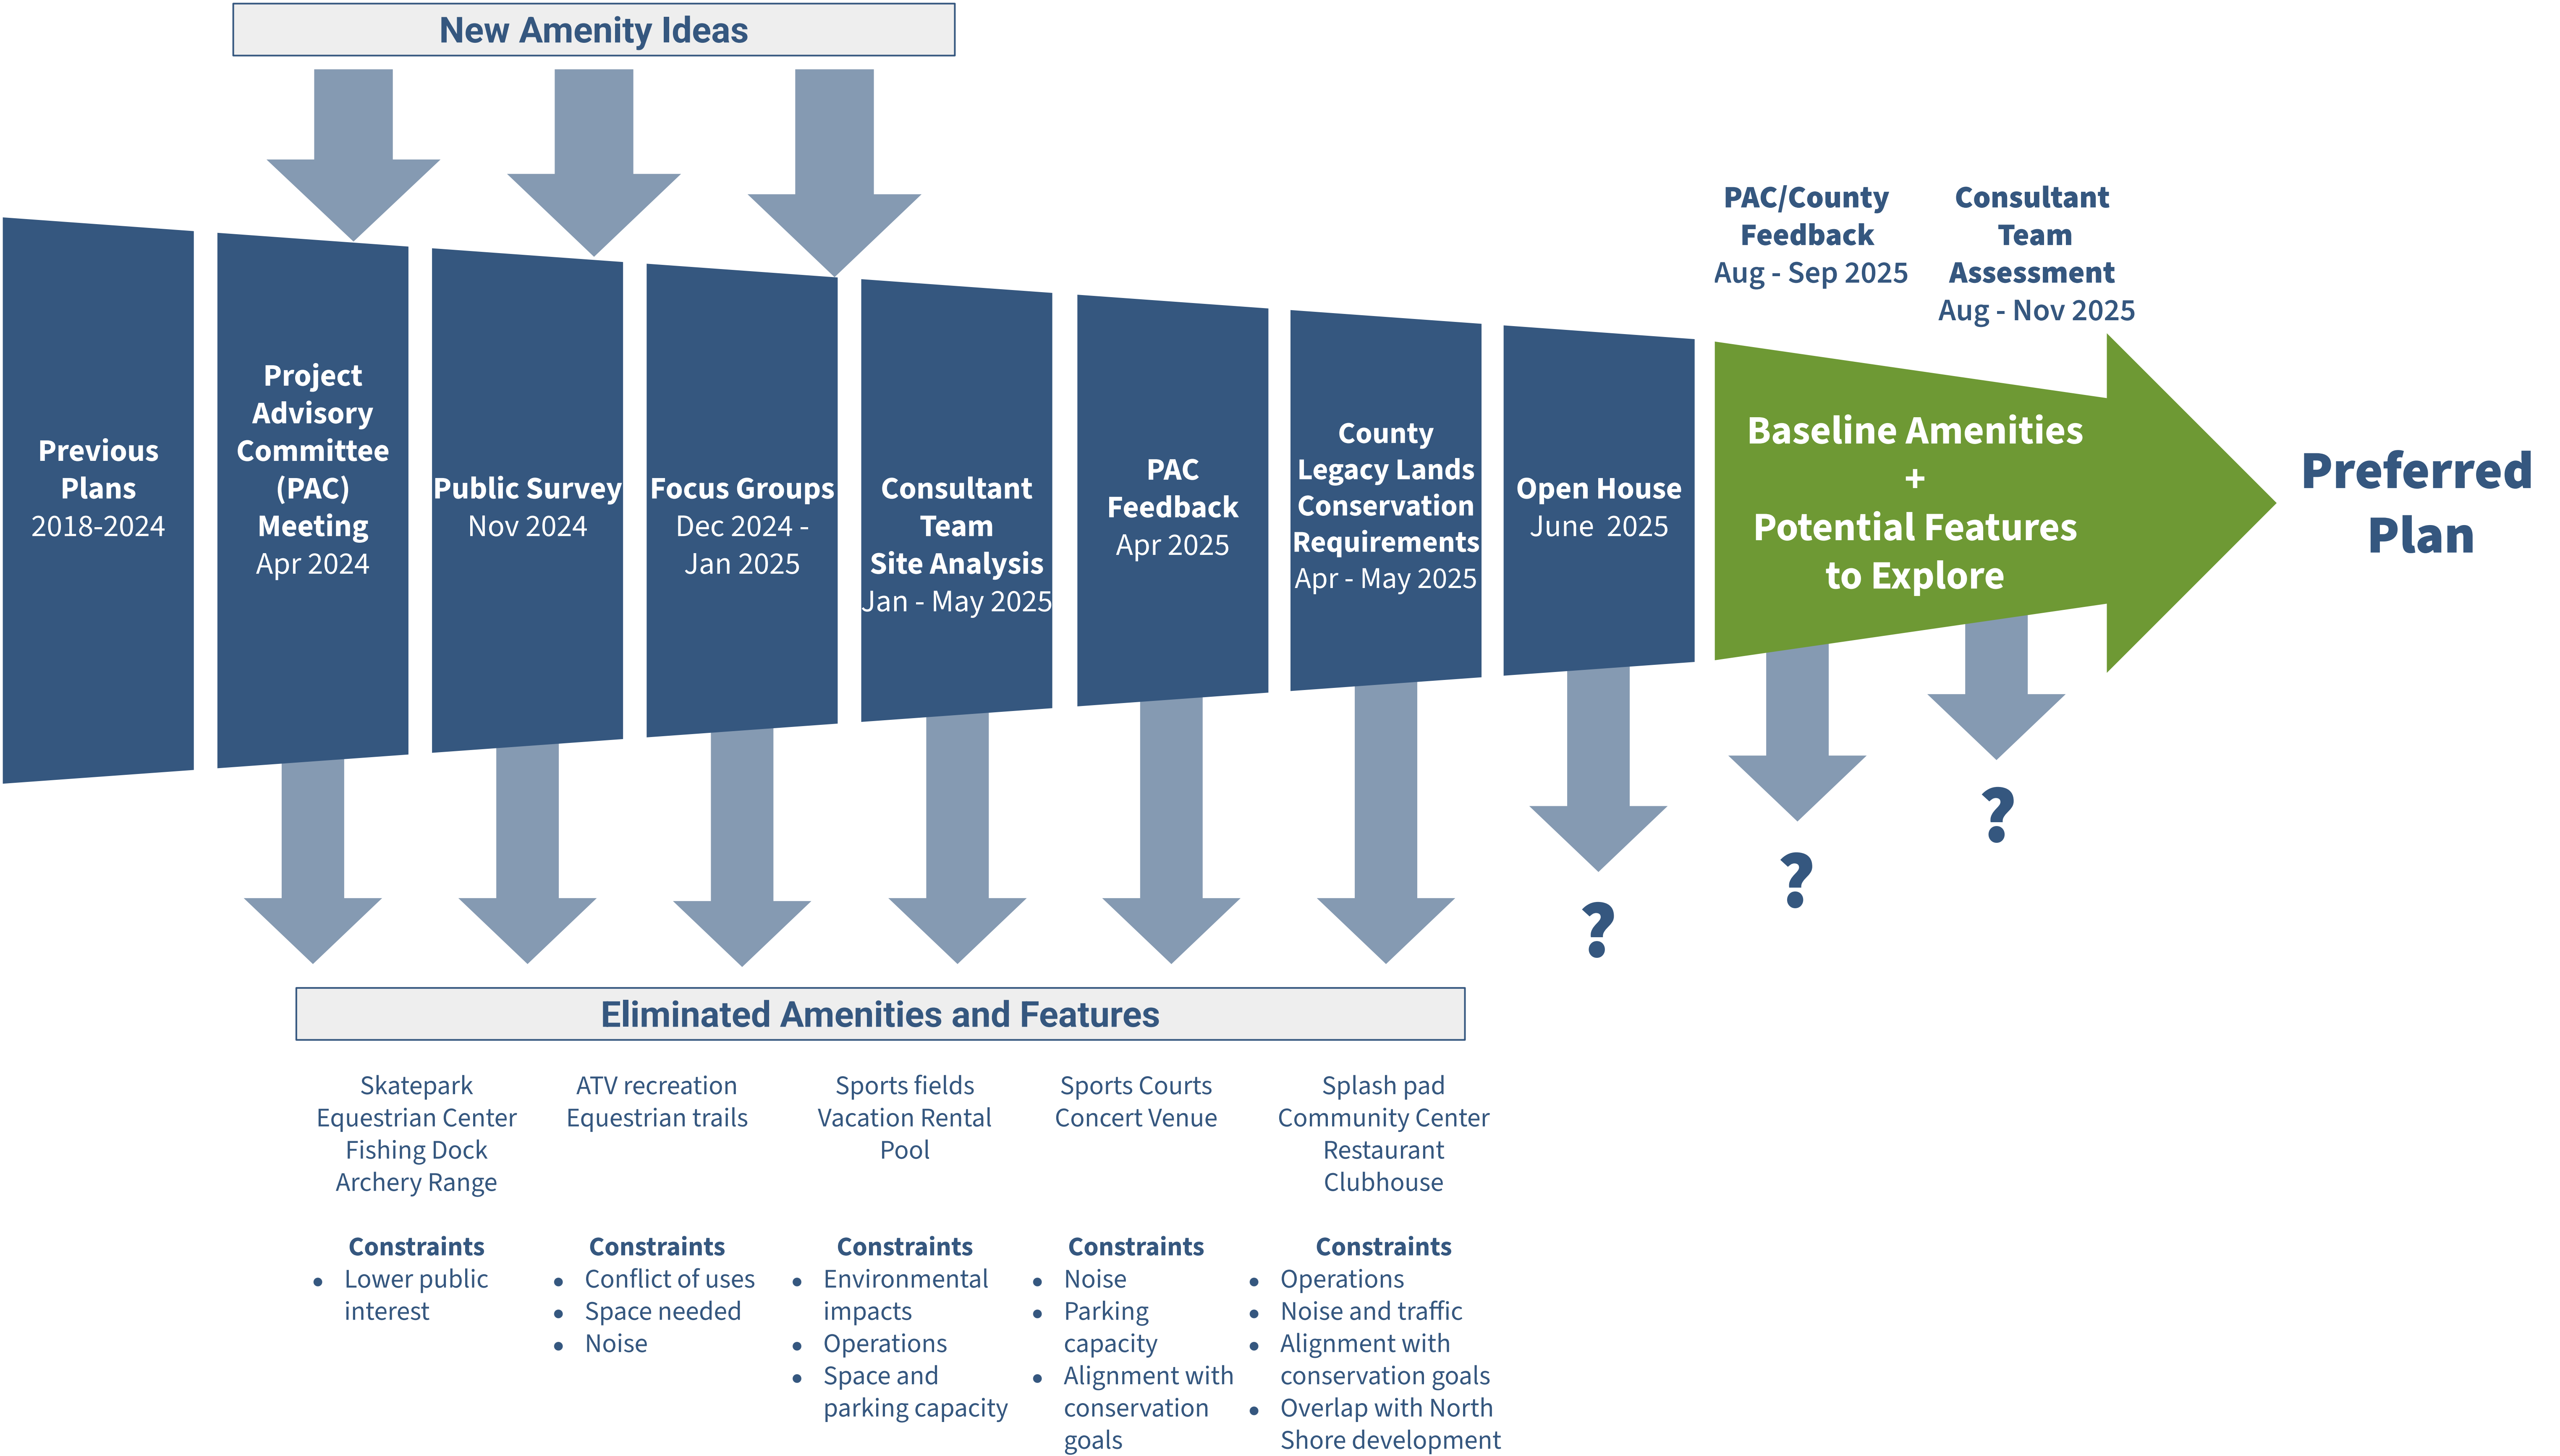 New Amenity Ideas
PAC/County
Feedback
Aug - Sep 2025
Consultant
Team
Assessment
Aug - Nov 2025
Previous
Plans
2018-2024
Project
Advisory
Committee
(PAC)
Meeting
Apr 2024
Public Survey
Nov 2024
Focus Groups
Dec 2024 -
Jan 2025
Consultant
Team
Site Analysis
Jan - May 2025
PAC
Feedback
Apr 2025
County
Legacy Lands
Conservation
Requirements
Apr - May 2025
Open House
June 2025
Baseline Amenities
+
Potential Features
to Explore
Preferred
Plan
?
?
?
Eliminated Amenities and Features
Skatepark
Equestrian Center
Fishing Dock
Archery Range
Constraints
• Lower public
interest
ATV recreation
Equestrian trails
Constraints
• Conflict of uses
• Space needed
• Noise
Sports fields
Vacation Rental
Pool
Constraints
• Environmental
impacts
• Operations
• Space and
parking capacity
Sports Courts
Concert Venue
Constraints
• Noise
• Parking
capacity
• Alignment with
conservation
goals
Splash pad
Community Center
Restaurant
Clubhouse
Constraints
• Operations
• Noise and traffic
• Alignment with
conservation goals
• Overlap with North
Shore development